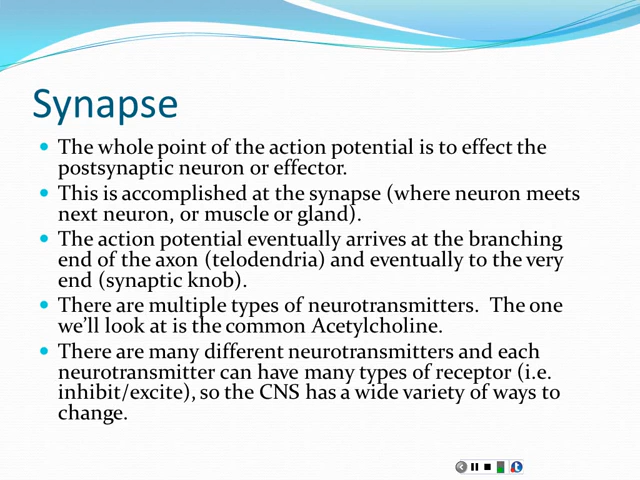 Synapse
The whole point of the action potential is to effect the
postsynaptic neuron or effector.
This is accomplished at the synapse (where neuron meets
next neuron, or muscle or gland).
The action potential eventually arrives at the branching
end of the axon (telodendria) and eventually to the very
end (synaptic knob).
There are multiple types of neurotransmitters.  The one
we'll look at is the common Acetylcholine.
There are many different neurotransmitters and each
neurotransmitter can have many types of receptor (i.e.
inhibit/excite), so the CNS has a wide variety of ways to
change.